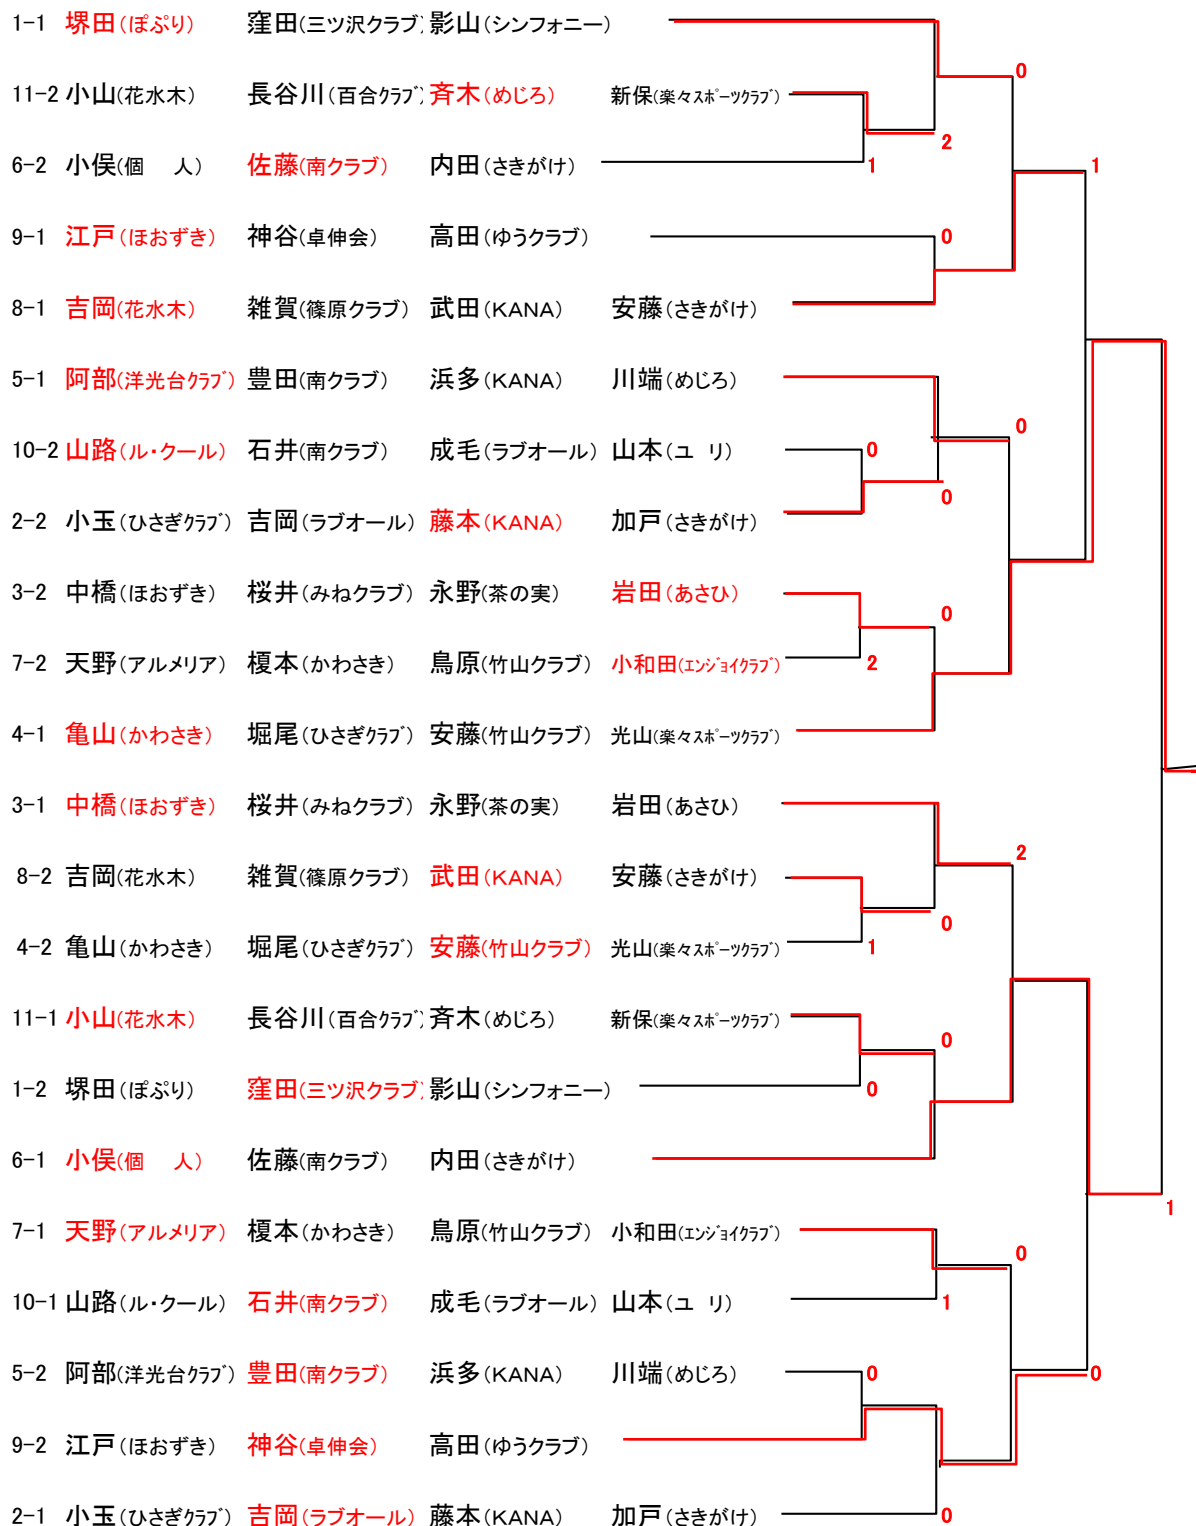 1-1 堺田(ぽぷり) 窪田(三ツ沢クラブ) 影山(シンフォニー)
0
11-2 小山(花水木) 長谷川(百合クラブ) 斉木(めじろ) 新保(楽々スポーツクラブ)
2
6-2 小俣(個 人) 佐藤(南クラブ) 内田(さきがけ) 1 1
9-1 江戸(ほおずき) 神谷(卓伸会) 高田(ゆうクラブ) 0
8-1 吉岡(花水木) 雑賀(篠原クラブ) 武田(KANA) 安藤(さきがけ)
5-1 阿部(洋光台クラブ) 豊田(南クラブ) 浜多(KANA) 川端(めじろ)
0
10-2 山路(ル・クール) 石井(南クラブ) 成毛(ラブオール) 山本(ユ リ) 0
0
2-2 小玉(ひさぎクラブ) 吉岡(ラブオール) 藤本(KANA) 加戸(さきがけ)
3-2 中橋(ほおずき) 桜井(みねクラブ) 永野(茶の実) 岩田(あさひ)
0
7-2 天野(アルメリア) 榎本(かわさき) 鳥原(竹山クラブ) 小和田(エンジョイクラブ) 2
4-1 亀山(かわさき) 堀尾(ひさぎクラブ) 安藤(竹山クラブ) 光山(楽々スポーツクラブ)
3-1 中橋(ほおずき) 桜井(みねクラブ) 永野(茶の実) 岩田(あさひ)
2
8-2 吉岡(花水木) 雑賀(篠原クラブ) 武田(KANA) 安藤(さきがけ)
0
4-2 亀山(かわさき) 堀尾(ひさぎクラブ) 安藤(竹山クラブ) 光山(楽々スポーツクラブ) 1
11-1 小山(花水木) 長谷川(百合クラブ) 斉木(めじろ) 新保(楽々スポーツクラブ)
0
1-2 堺田(ぽぷり) 窪田(三ツ沢クラブ) 影山(シンフォニー) 0
6-1 小俣(個 人) 佐藤(南クラブ) 内田(さきがけ)
1
7-1 天野(アルメリア) 榎本(かわさき) 鳥原(竹山クラブ) 小和田(エンジョイクラブ)
0
10-1 山路(ル・クール) 石井(南クラブ) 成毛(ラブオール) 山本(ユ リ) 1
5-2 阿部(洋光台クラブ) 豊田(南クラブ) 浜多(KANA) 川端(めじろ) 0 0
9-2 江戸(ほおずき) 神谷(卓伸会) 高田(ゆうクラブ)
2-1 小玉(ひさぎクラブ) 吉岡(ラブオール) 藤本(KANA) 加戸(さきがけ) 0